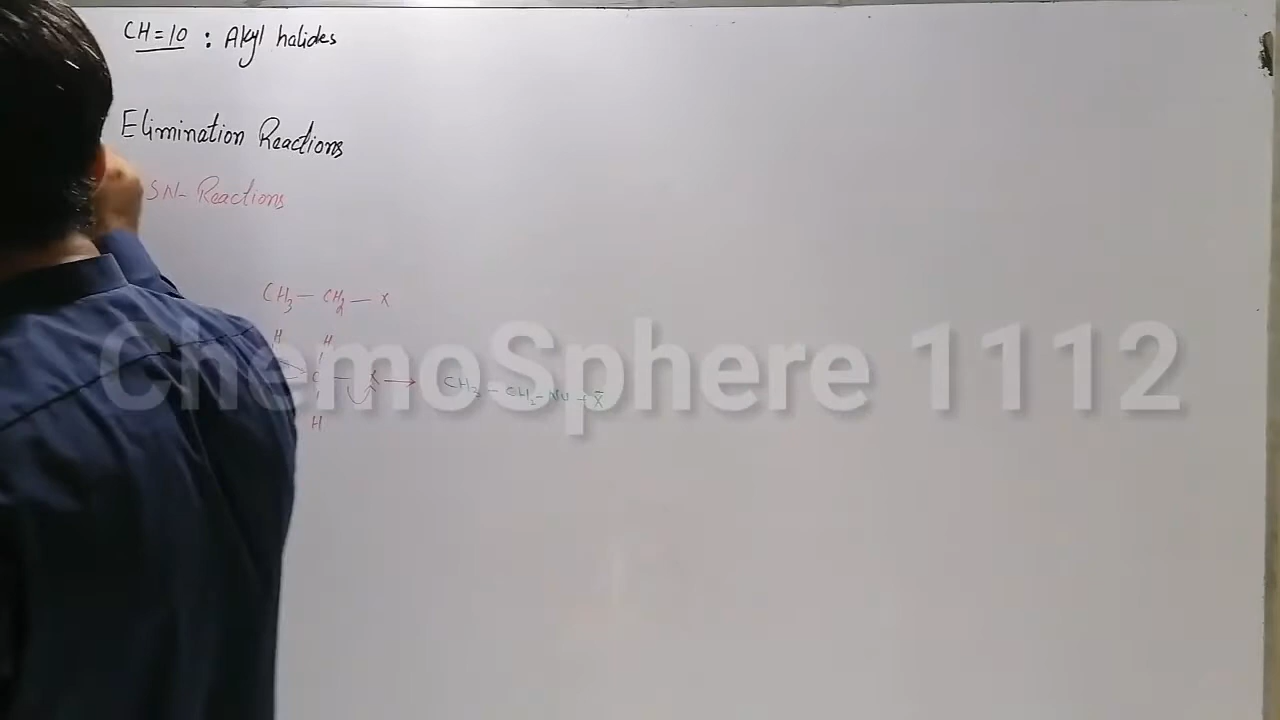 CH = 10 : Alkyl halides
Elimination Reactions
SN- Reactions
CH3 — CH2 — X
H H
C — X → CH3 - CH2 - Nu + X̄
H
ChemoSphere 1112